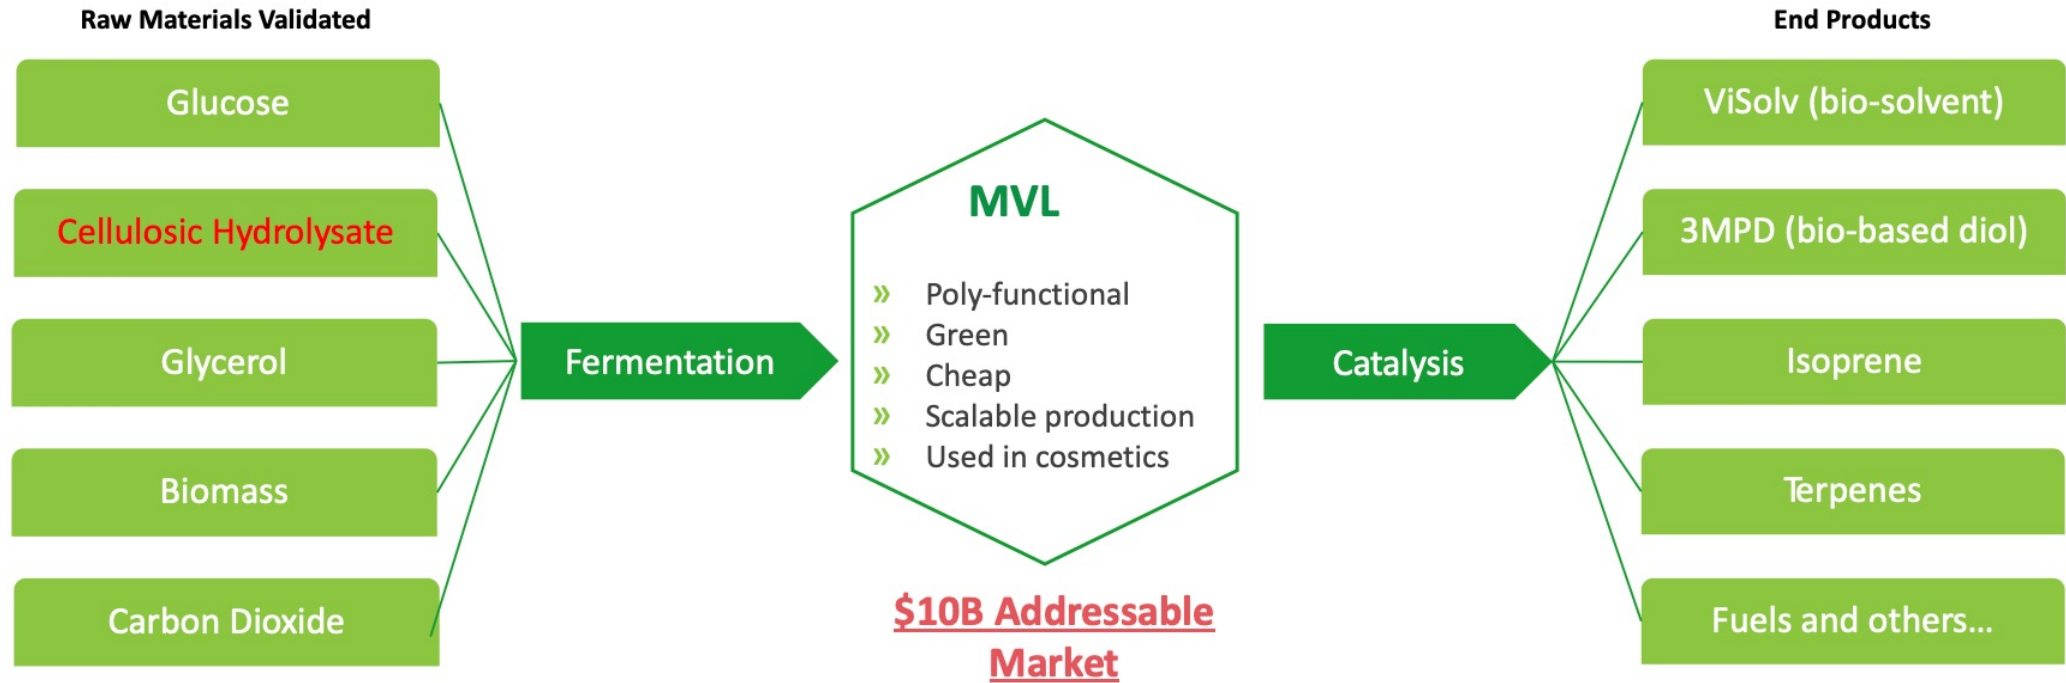 Raw Materials Validated
Glucose
Cellulosic Hydrolysate
Glycerol
Biomass
Carbon Dioxide
Fermentation
MVL
» Poly-functional
» Green
» Cheap
» Scalable production
» Used in cosmetics
$10B Addressable
Market
Catalysis
End Products
ViSolv (bio-solvent)
3MPD (bio-based diol)
Isoprene
Terpenes
Fuels and others...